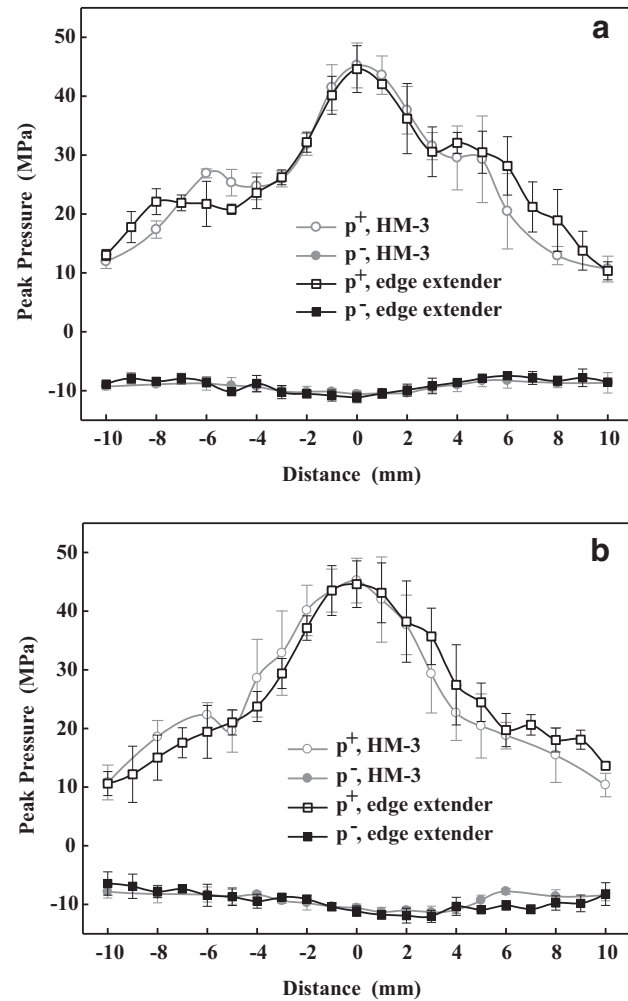 a
50
40
30
20
10
0
-10
Peak Pressure (MPa)
p+, HM-3
p-, HM-3
p+, edge extender
p-, edge extender
-10 -8 -6 -4 -2 0 2 4 6 8 10
Distance (mm)
b
50
40
30
20
10
0
-10
Peak Pressure (MPa)
p+, HM-3
p-, HM-3
p+, edge extender
p-, edge extender
-10 -8 -6 -4 -2 0 2 4 6 8 10
Distance (mm)